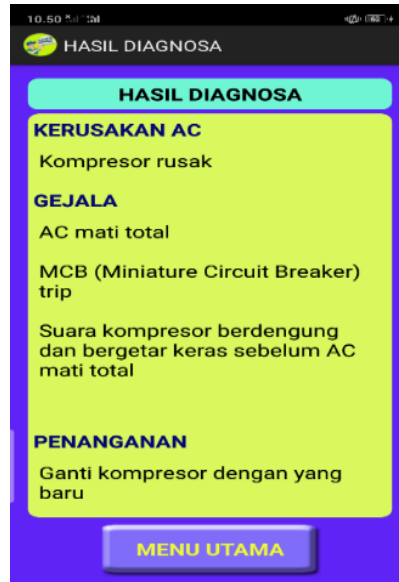 10.50
60
HASIL DIAGNOSA
HASIL DIAGNOSA
KERUSAKAN AC
Kompresor rusak
GEJALA
AC mati total
MCB (Miniature Circuit Breaker)
trip
Suara kompresor berdengung
dan bergetar keras sebelum AC
mati total
PENANGANAN
Ganti kompresor dengan yang
baru
MENU UTAMA